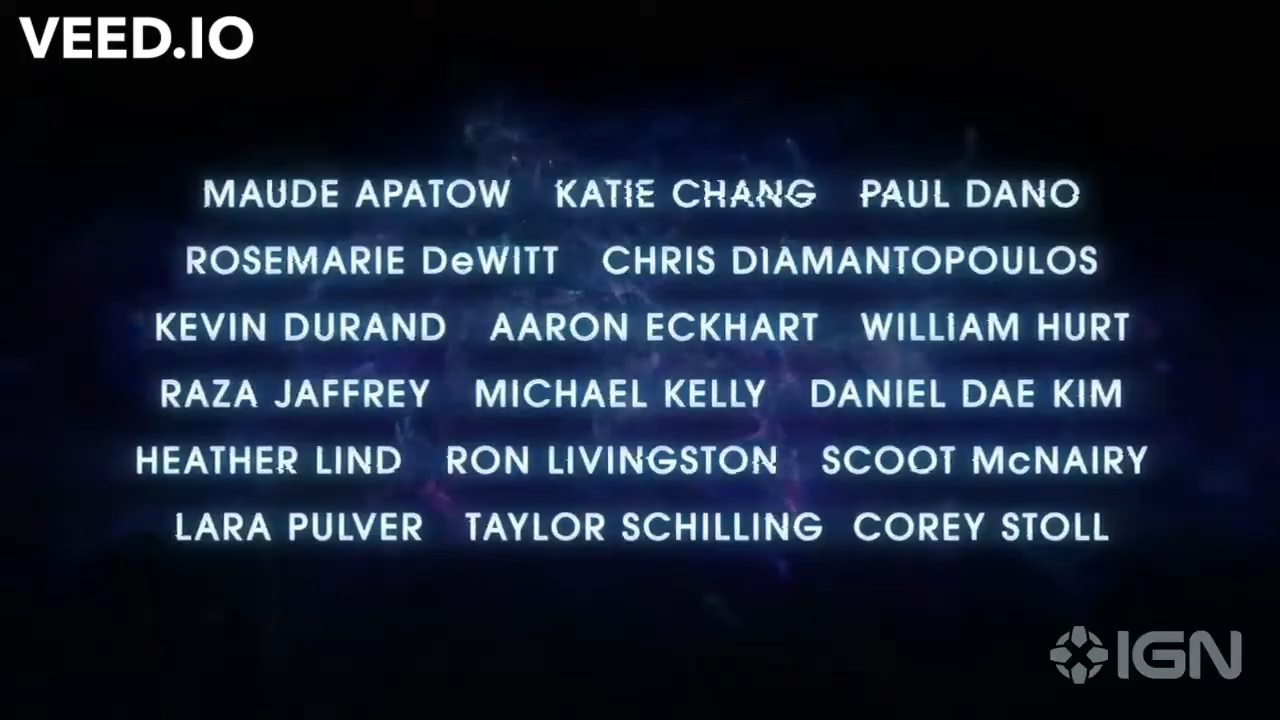 VEED.IO
MAUDE APATOW KATIE CHANG PAUL DANO
ROSEMARIE DeWITT CHRIS DIAMANTOPOULOS
KEVIN DURAND AARON ECKHART WILLIAM HURT
RAZA JAFFREY MICHAEL KELLY DANIEL DAE KIM
HEATHER LIND RON LIVINGSTON SCOOT McNAIRY
LARA PULVER TAYLOR SCHILLING COREY STOLL
IGN